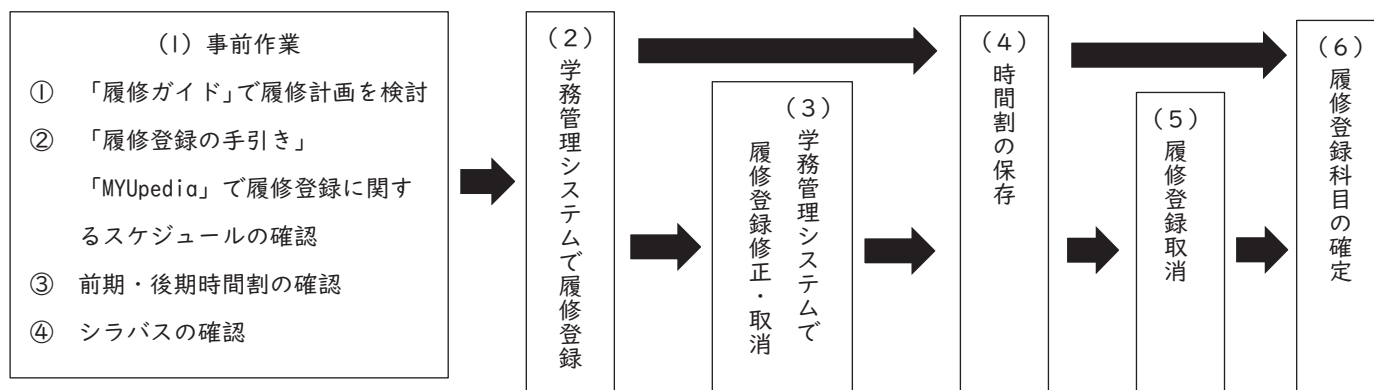 (1) 事前作業
① 「履修ガイド」で履修計画を検討
② 「履修登録の手引き」
「MYUpedia」で履修登録に関す
るスケジュールの確認
③ 前期・後期時間割の確認
④ シラバスの確認
(2)学務管理システムで履修登録
(3)学務管理システムで
履修登録修正・取消
(4)時間割の保存
(5)履修登録取消
(6)履修登録科目の確定